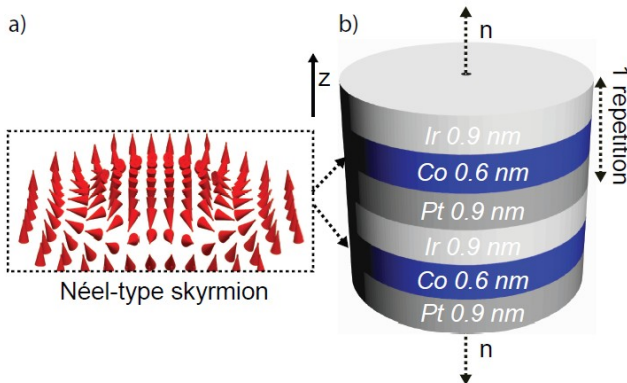 a)
z
Néel-type skyrmion
b)
n
Ir 0.9 nm
Co 0.6 nm
Pt 0.9 nm
Ir 0.9 nm
Co 0.6 nm
Pt 0.9 nm
n
1 repetition